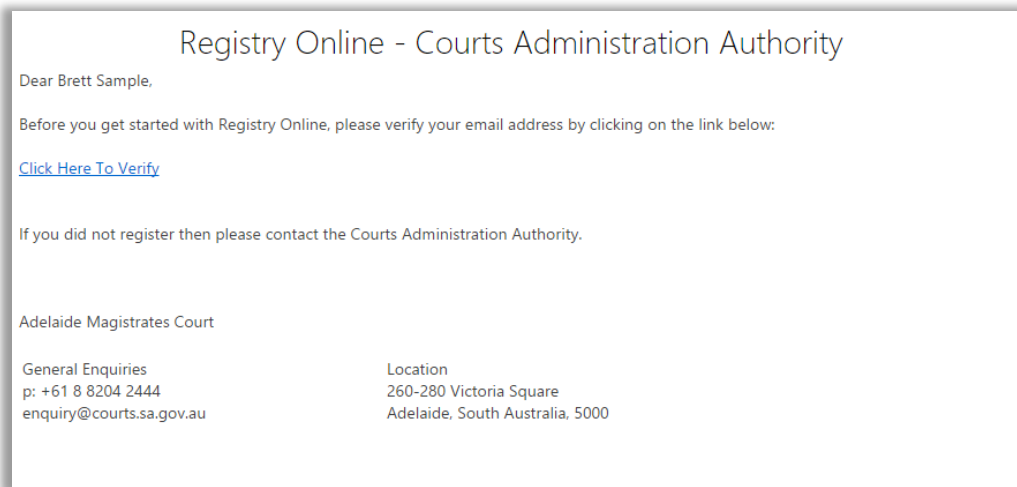 Registry Online - Courts Administration Authority
Dear Brett Sample,
Before you get started with Registry Online, please verify your email address by clicking on the link below:
Click Here To Verify
If you did not register then please contact the Courts Administration Authority.
Adelaide Magistrates Court
General Enquiries
p: +61 8 8204 2444
enquiry@courts.sa.gov.au
Location
260-280 Victoria Square
Adelaide, South Australia, 5000